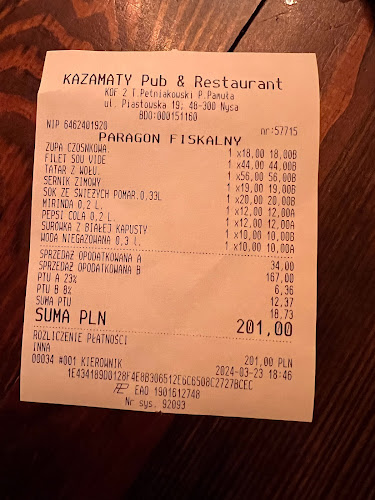 KAZAMATY Pub & Restaurant
KOF 2 T.Petniakowski P.Pamuła
ul. Piastowska 19; 48-300 Nysa
BDO:000151160
NIP 6462401920 nr:57715
PARAGON FISKALNY
ZUPA CZOSNKOWA. 1 x18,00 18,00B
FILET SOU VIDE 1 x44,00 44,00B
TATAR Z WOŁU. 1 x56,00 56,00B
SERNIK ZIMOWY 1 x19,00 19,00B
SOK ZE ŚWIEŻYCH POMAR.0,33L 1 x20,00 20,00B
MIRINDA 0,2 L. 1 x12,00 12,00A
PEPSI COLA 0,2 L. 1 x12,00 12,00A
SURÓWKA Z BIAŁEJ KAPUSTY 1 x10,00 10,00B
WODA NIEGAZOWANA 0,3 L. 1 x10,00 10,00A
SPRZEDAŻ OPODATKOWANA A 34,00
SPRZEDAŻ OPODATKOWANA B 167,00
PTU A 23% 6,36
PTU B 8% 12,37
SUMA PTU 18,73
SUMA PLN 201,00
ROZLICZENIE PŁATNOŚCI
INNA 201,00 PLN
00034 #001 KIEROWNIK 2024-03-23 18:46
1E434189D0128F4E8B306512E6C6508C2727BCEC
EAO 1901612748
Nr sys. 92093